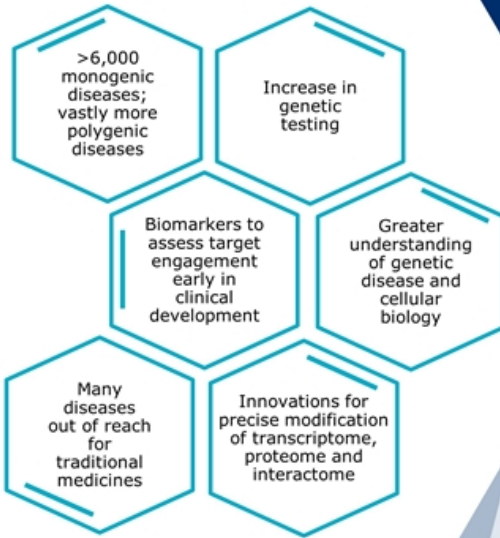 >6,000
monogenic
diseases;
vastly more
polygenic
diseases
Increase in
genetic
testing
Biomarkers to
assess target
engagement
early in
clinical
development
Greater
understanding
of genetic
disease and
cellular
biology
Many
diseases
out of reach
for
traditional
medicines
Innovations for
precise modification
of transcriptome,
proteome and
interactome